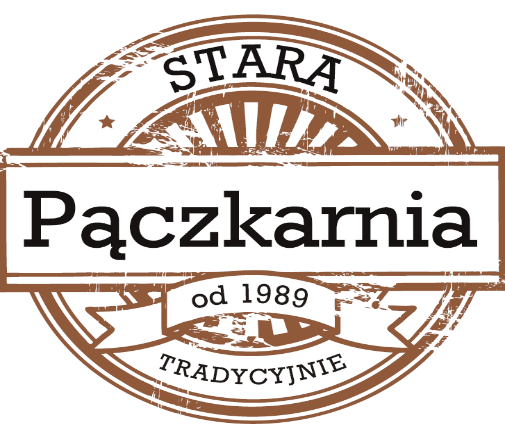 STARA
Pączkarnia
od 1989
TRADYCYJNIE